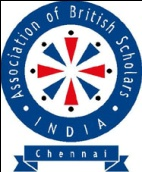 Association of British Scholars
INDIA
Chennai